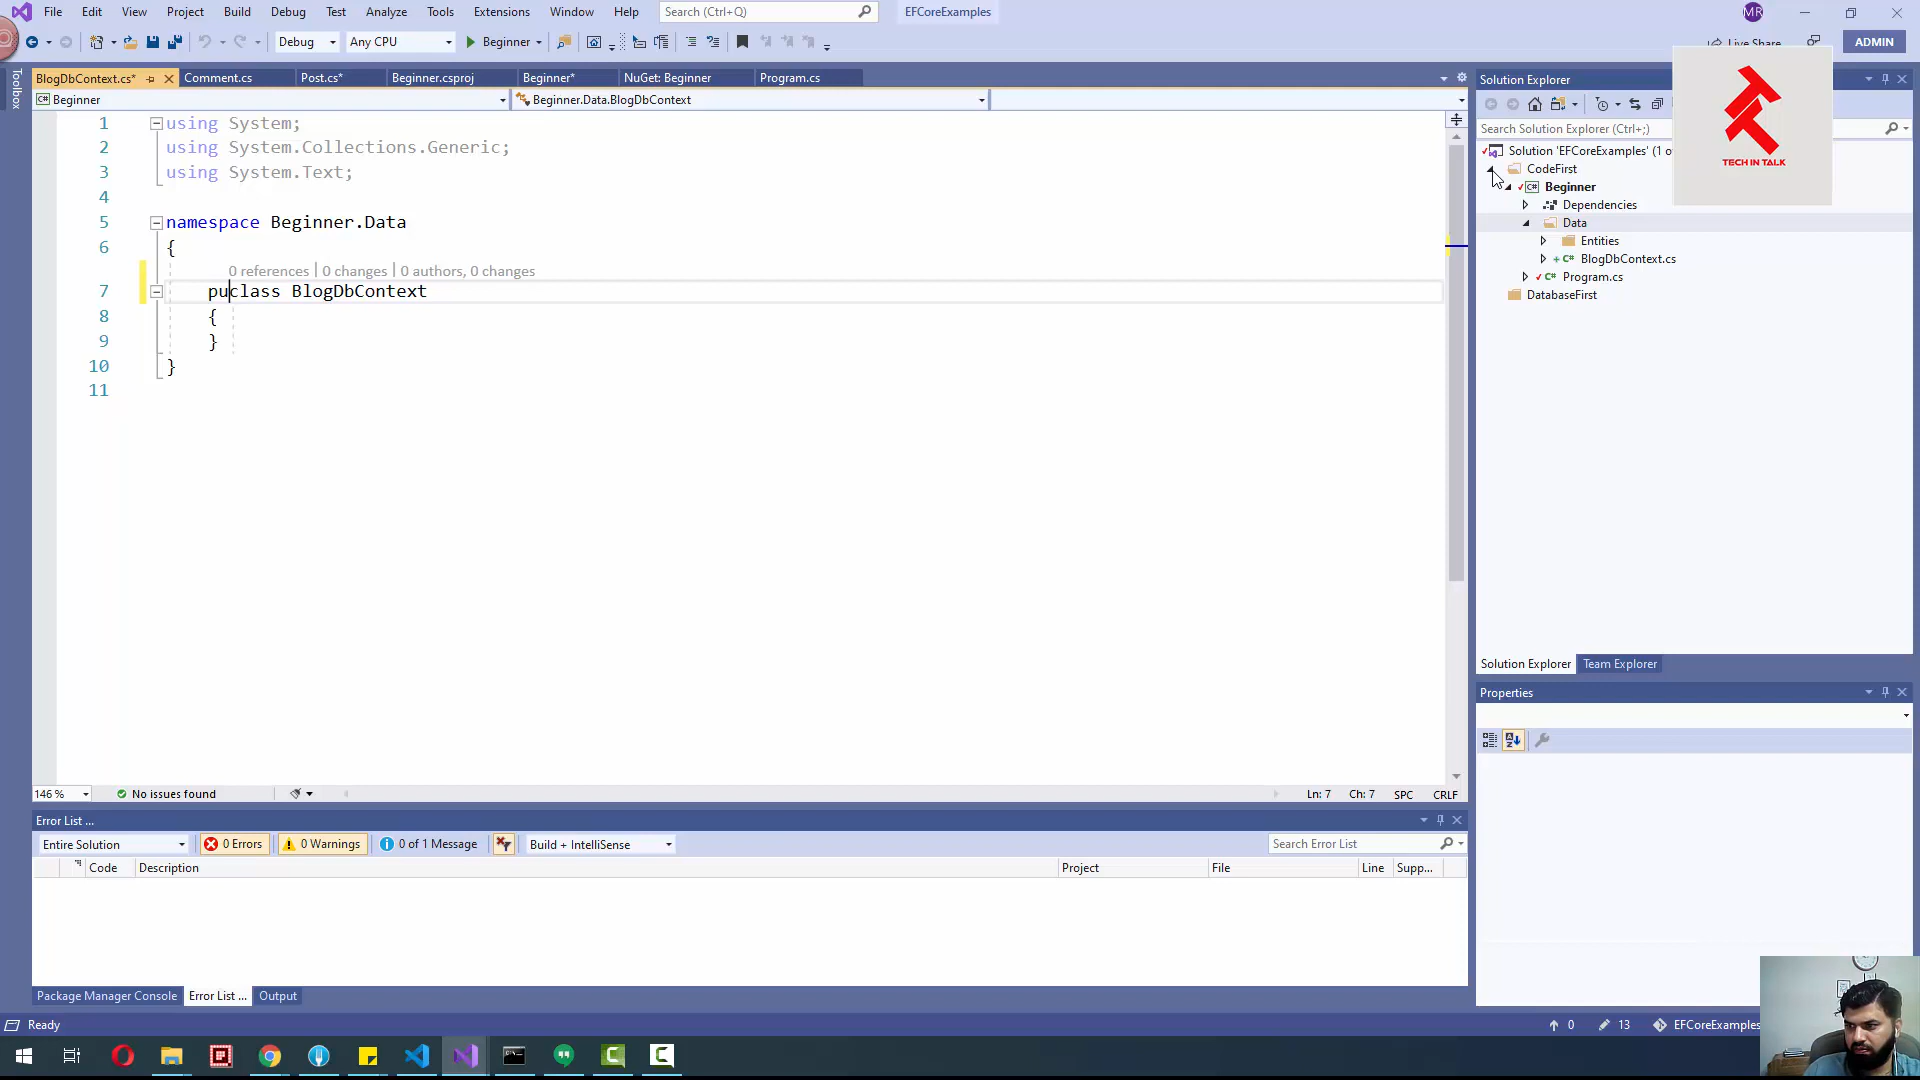 File Edit View Project Build Debug Test Analyze Tools Extensions Window Help Search (Ctrl+Q) EFCoreExamples MR
Debug Any CPU Beginner Live Share ADMIN
Toolbox
BlogDbContext.cs* Comment.cs Post.cs* Beginner.csproj Beginner* NuGet: Beginner Program.cs
Beginner Beginner.Data.BlogDbContext
1 using System;
2 using System.Collections.Generic;
3 using System.Text;
4
5 namespace Beginner.Data
6 {
0 references | 0 changes | 0 authors, 0 changes
7 puclass BlogDbContext
8 {
9 }
10 }
11
146 % No issues found Ln: 7 Ch: 7 SPC CRLF
Error List ...
Entire Solution 0 Errors 0 Warnings 0 of 1 Message Build + IntelliSense Search Error List
Code Description Project File Line Supp...
Package Manager Console Error List ... Output
Solution Explorer
Search Solution Explorer (Ctrl+;)
Solution 'EFCoreExamples' (1 o
CodeFirst
C# Beginner
Dependencies
Data
Entities
C# BlogDbContext.cs
C# Program.cs
DatabaseFirst
TECH IN TALK
Solution Explorer Team Explorer
Properties
Ready 0 13 EFCoreExamples